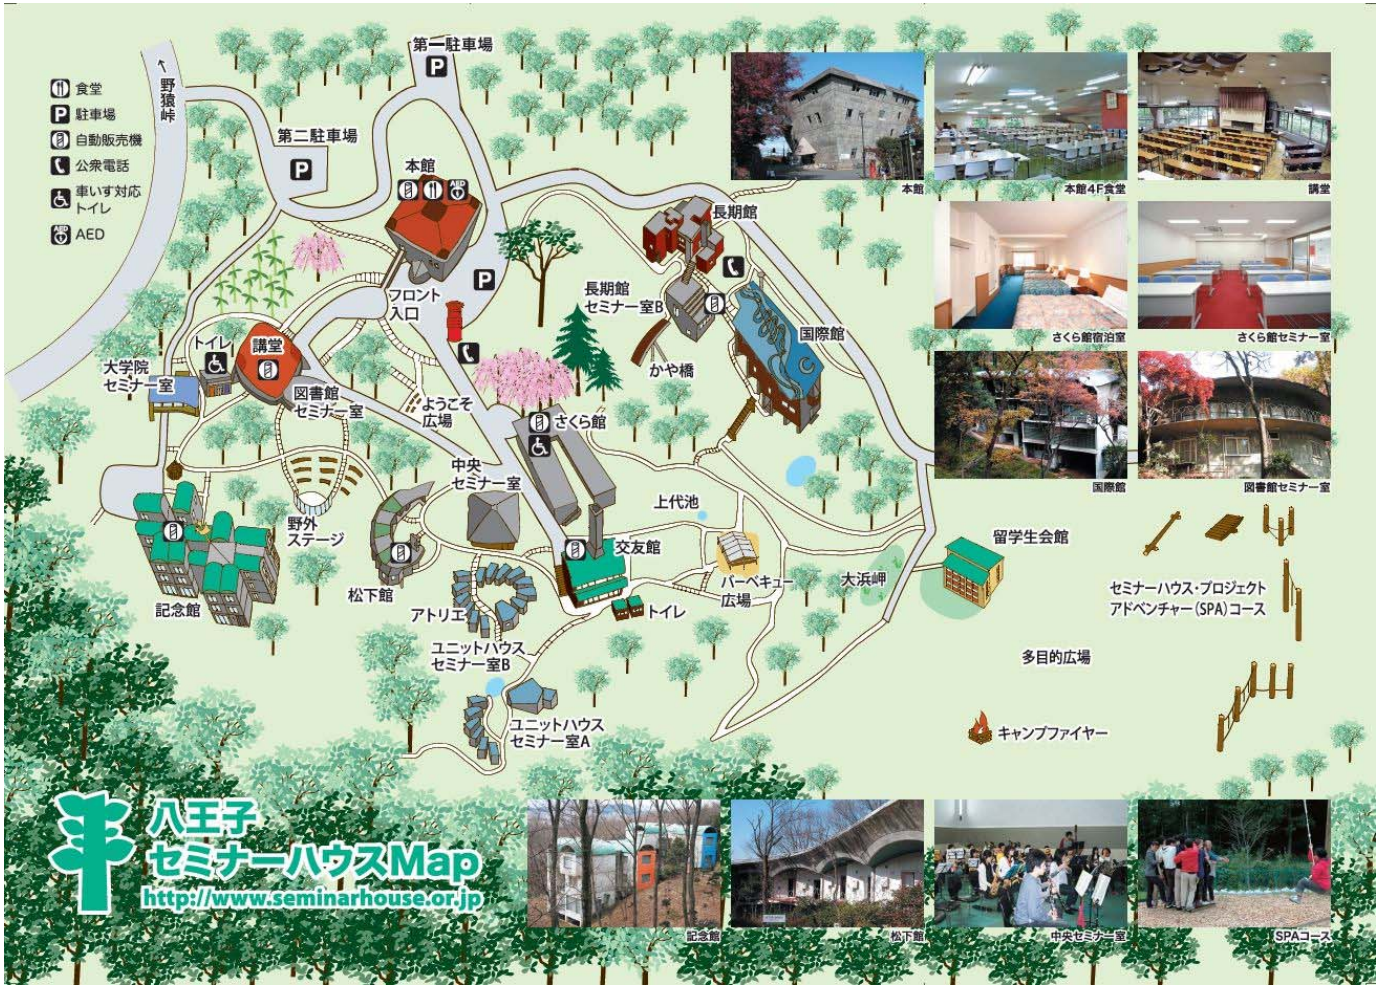 第一駐車場
P
食堂
P 駐車場
自動販売機
公衆電話
車いす対応
トイレ
AED AED
↑
野猿峠
第二駐車場
P
本館
AED
P
フロント
入口
長期館
長期館
セミナー室B
国際館
かや橋
トイレ
講堂
大学院
セミナー室
図書館
セミナー室
ようこそ
広場
さくら館
中央
セミナー室
野外
ステージ
上代池
交友館
バーベキュー
広場
大浜岬
留学生会館
記念館
松下館
アトリエ
トイレ
ユニットハウス
セミナー室B
ユニットハウス
セミナー室A
セミナーハウス・プロジェクト
アドベンチャー(SPA)コース
多目的広場
キャンプファイヤー
本館
本館4F食堂
講堂
さくら館宿泊室
さくら館セミナー室
国際館
図書館セミナー室
八王子
セミナーハウスMap
http://www.seminarhouse.or.jp
記念館
松下館
中央セミナー室
SPAコース